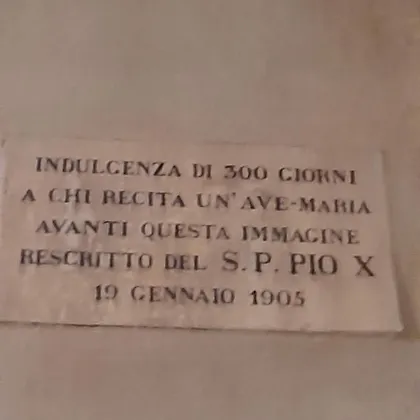 INDULGENZA DI 300 GIORNI
A CHI RECITA UN'AVE-MARIA
AVANTI QUESTA IMMAGINE
RESCRITTO DEL S. P. PIO X
19 GENNAIO 1905